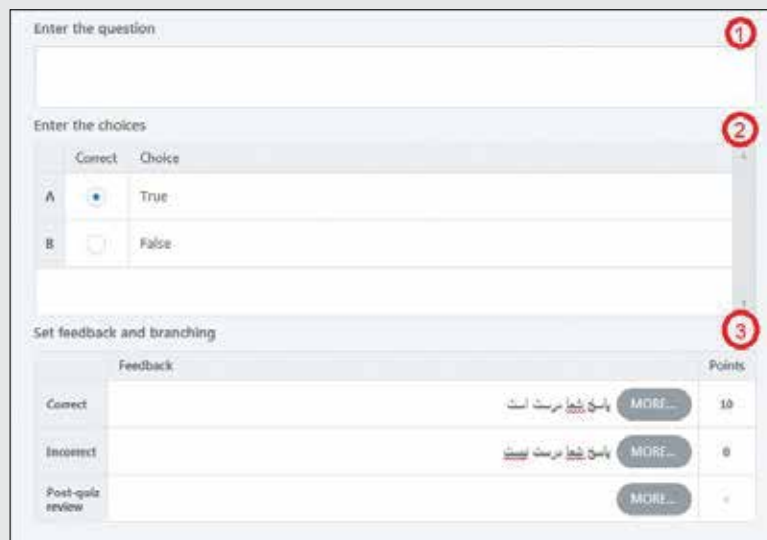 Enter the question
1
Enter the choices
2
Correct Choice
A True
B False
Set feedback and branching
3
Feedback Points
Correct پاسخ شما درست است MORE... 10
Incorrect پاسخ شما درست نیست MORE... 0
Post-quiz
review MORE...